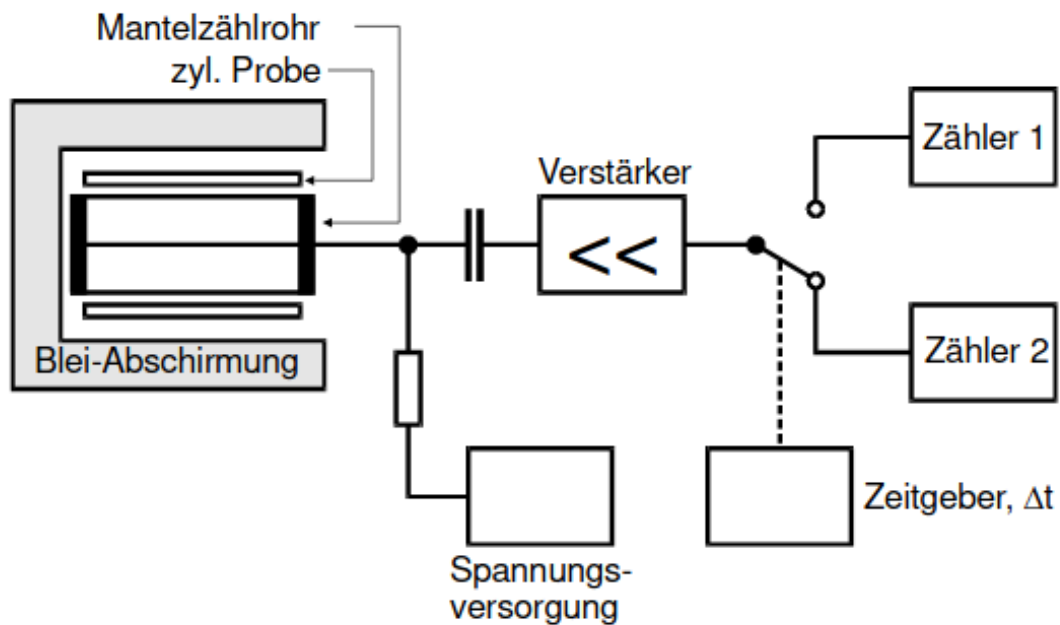 Mantelzählrohr
zyl. Probe
Blei-Abschirmung
Verstärker
<<
Zähler 1
Zähler 2
Zeitgeber, Δt
Spannungs-
versorgung